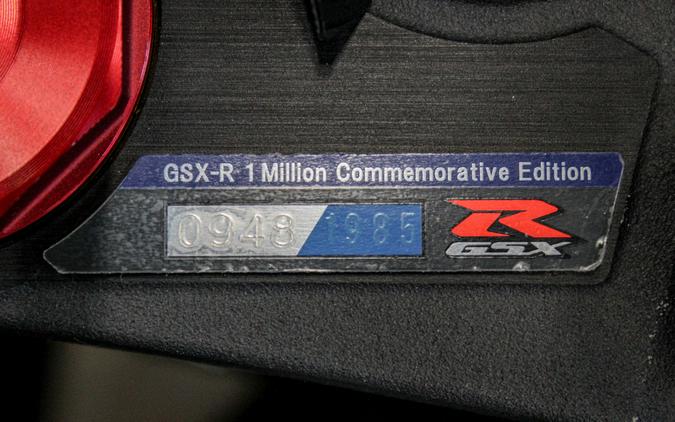 GSX-R 1 Million Commemorative Edition
0948 1985 R
GSX